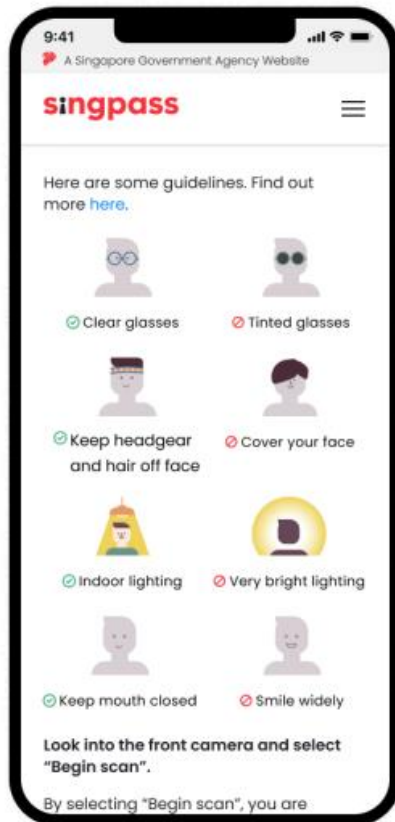 9:41
A Singapore Government Agency Website
singpass
Here are some guidelines. Find out
more here.
Clear glasses
Tinted glasses
Keep headgear
and hair off face
Cover your face
Indoor lighting
Very bright lighting
Keep mouth closed
Smile widely
Look into the front camera and select
“Begin scan”.
By selecting “Begin scan”, you are